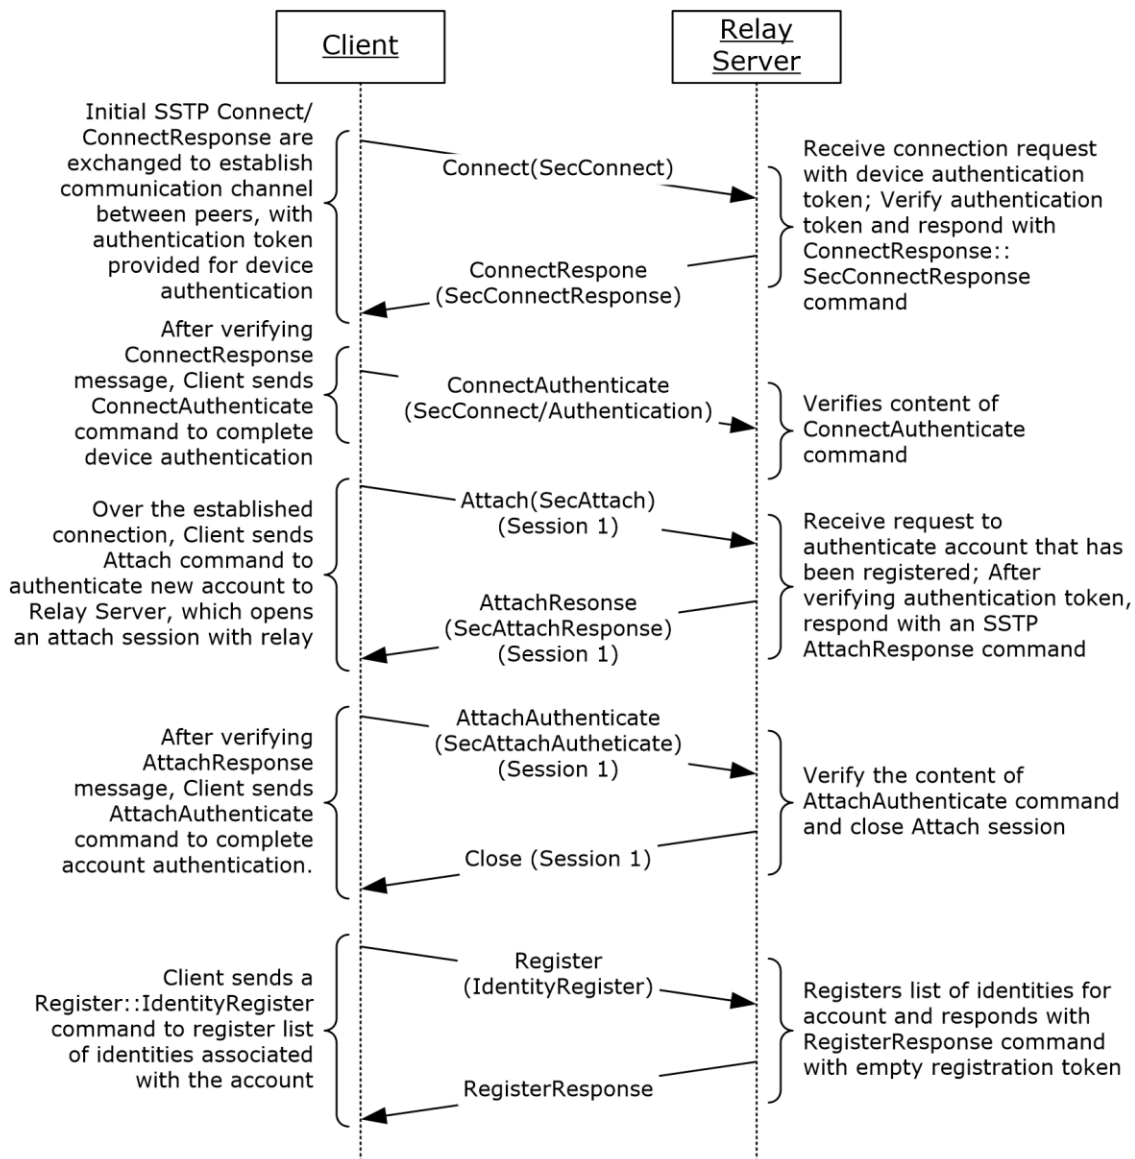 Client
Relay
Server
Initial SSTP Connect/
ConnectResponse are
exchanged to establish
communication channel
between peers, with
authentication token
provided for device
authentication
Connect(SecConnect)
ConnectRespone
(SecConnectResponse)
Receive connection request
with device authentication
token; Verify authentication
token and respond with
ConnectResponse::
SecConnectResponse
command
After verifying
ConnectResponse
message, Client sends
ConnectAuthenticate
command to complete
device authentication
ConnectAuthenticate
(SecConnect/Authentication)
Verifies content of
ConnectAuthenticate
command
Over the established
connection, Client sends
Attach command to
authenticate new account to
Relay Server, which opens
an attach session with relay
Attach(SecAttach)
(Session 1)
AttachResonse
(SecAttachResponse)
(Session 1)
Receive request to
authenticate account that has
been registered; After
verifying authentication token,
respond with an SSTP
AttachResponse command
After verifying
AttachResponse
message, Client sends
AttachAuthenticate
command to complete
account authentication.
AttachAuthenticate
(SecAttachAutheticate)
(Session 1)
Close (Session 1)
Verify the content of
AttachAuthenticate command
and close Attach session
Client sends a
Register::IdentityRegister
command to register list
of identities associated
with the account
Register
(IdentityRegister)
RegisterResponse
Registers list of identities for
account and responds with
RegisterResponse command
with empty registration token